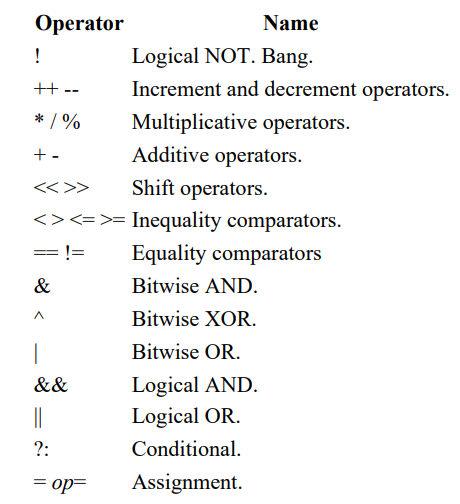 Operator Name
! Logical NOT. Bang.
++ -- Increment and decrement operators.
* / % Multiplicative operators.
+ - Additive operators.
<< >> Shift operators.
< > <= >= Inequality comparators.
== != Equality comparators
& Bitwise AND.
^ Bitwise XOR.
| Bitwise OR.
&& Logical AND.
|| Logical OR.
?: Conditional.
= op= Assignment.